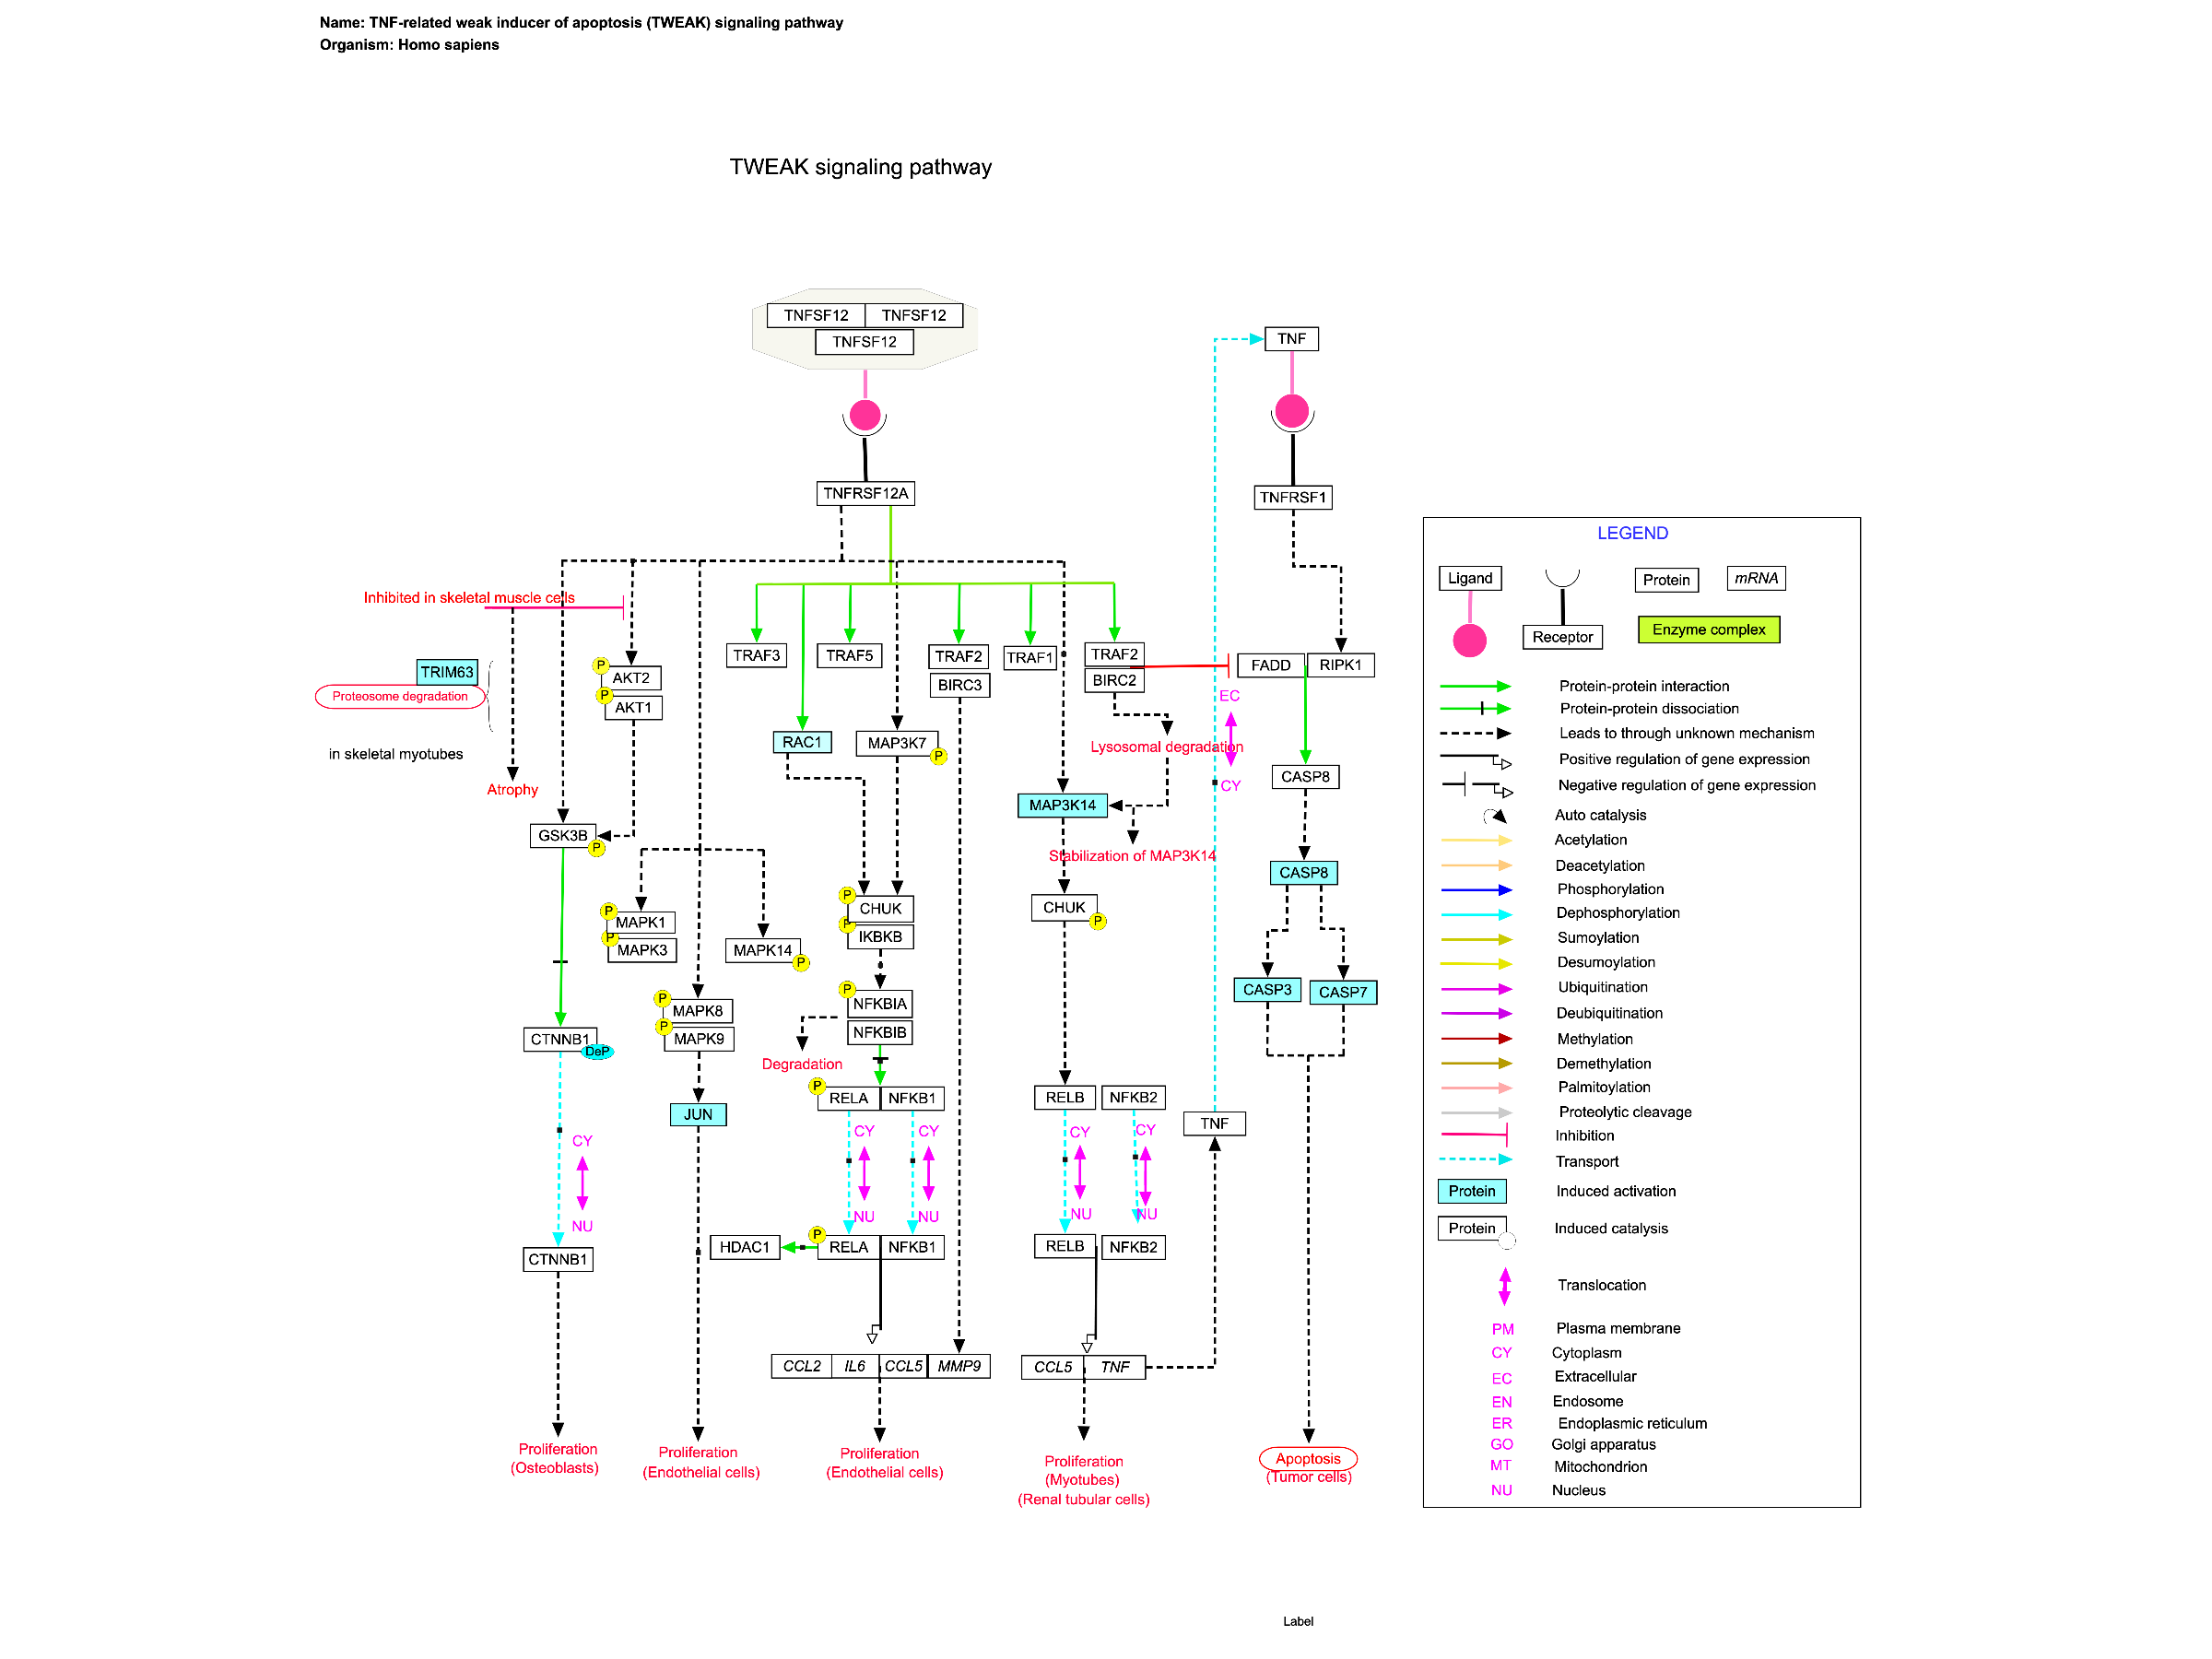 Name: TNF-related weak inducer of apoptosis (TWEAK) signaling pathway
Organism: Homo sapiens
TWEAK signaling pathway
TNFSF12 TNFSF12
TNFSF12
TNF
TNFRSF12A
TNFRSF1
Inhibited in skeletal muscle cells
TRAF3
TRAF5
TRAF2
BIRC3
TRAF1
TRAF2
BIRC2
FADD RIPK1
TRIM63
Proteosome degradation
in skeletal myotubes
Atrophy
P
AKT2
P
AKT1
RAC1
MAP3K7
P
Lysosomal degradation
EC
CY
CASP8
MAP3K14
Stabilization of MAP3K14
GSK3B
P
CASP8
P
MAPK1
P
MAPK3
MAPK14
P
P
CHUK
P
IKBKB
CHUK
P
CASP3
CASP7
P
MAPK8
P
MAPK9
P
NFKBIA
NFKBIB
Degradation
CTNNB1
DeP
JUN
P
RELA NFKB1
RELB NFKB2
TNF
CY
NU
CY
NU
CY
NU
CY
NU
CY
NU
CTNNB1
HDAC1
P
RELA NFKB1
RELB NFKB2
CCL2 IL6 CCL5 MMP9
CCL5 TNF
Proliferation
(Osteoblasts)
Proliferation
(Endothelial cells)
Proliferation
(Endothelial cells)
Proliferation
(Myotubes)
(Renal tubular cells)
Apoptosis
(Tumor cells)
LEGEND
Ligand
Receptor
Protein
mRNA
Enzyme complex
Protein-protein interaction
Protein-protein dissociation
Leads to through unknown mechanism
Positive regulation of gene expression
Negative regulation of gene expression
Auto catalysis
Acetylation
Deacetylation
Phosphorylation
Dephosphorylation
Sumoylation
Desumoylation
Ubiquitination
Deubiquitination
Methylation
Demethylation
Palmitoylation
Proteolytic cleavage
Inhibition
Transport
Protein Induced activation
Protein Induced catalysis
Translocation
PM Plasma membrane
CY Cytoplasm
EC Extracellular
EN Endosome
ER Endoplasmic reticulum
GO Golgi apparatus
MT Mitochondrion
NU Nucleus
Label